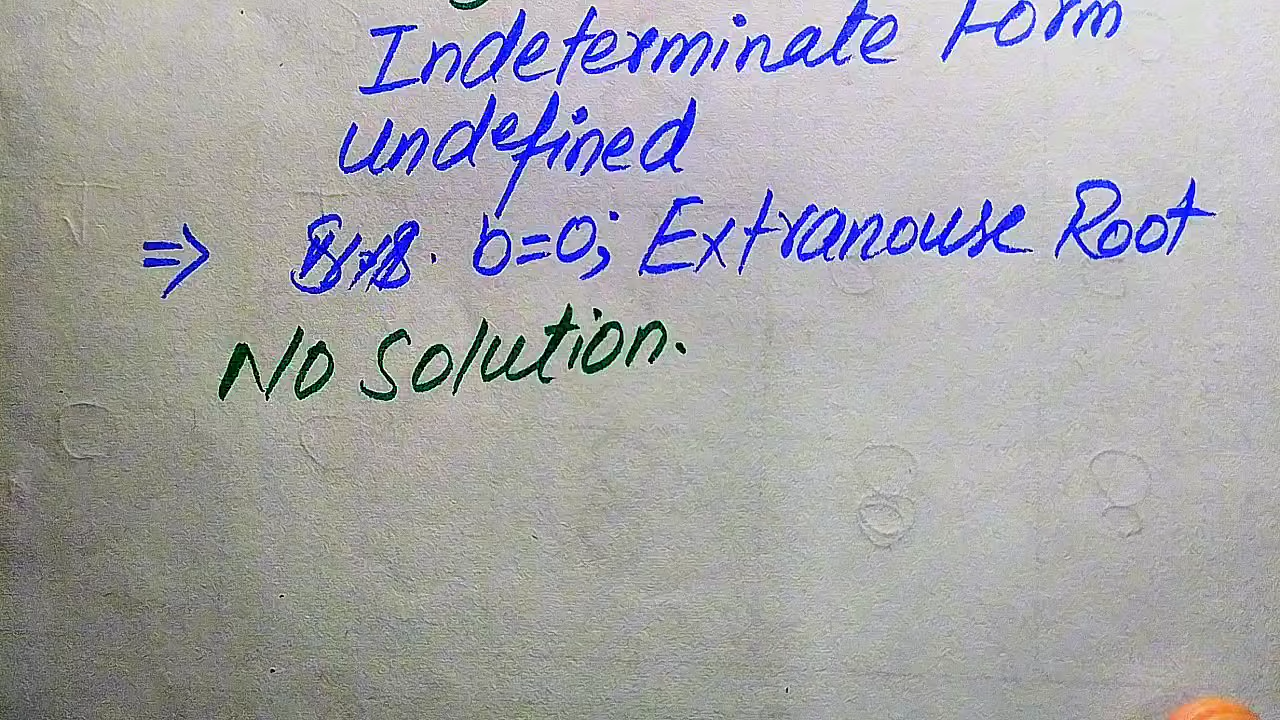 Indeterminate Form
undefined
=> b=0; Extranouse Root
No Solution.